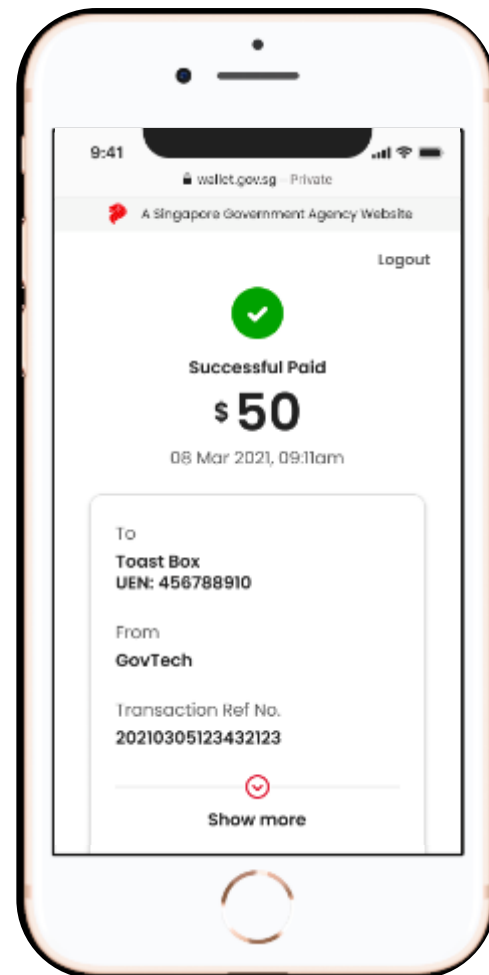 9:41
wallet.gov.sg – Private
A Singapore Government Agency Website
Logout
Successful Paid
$ 50
08 Mar 2021, 09:11am
To
Toast Box
UEN: 456788910
From
GovTech
Transaction Ref No.
20210305123432123
Show more